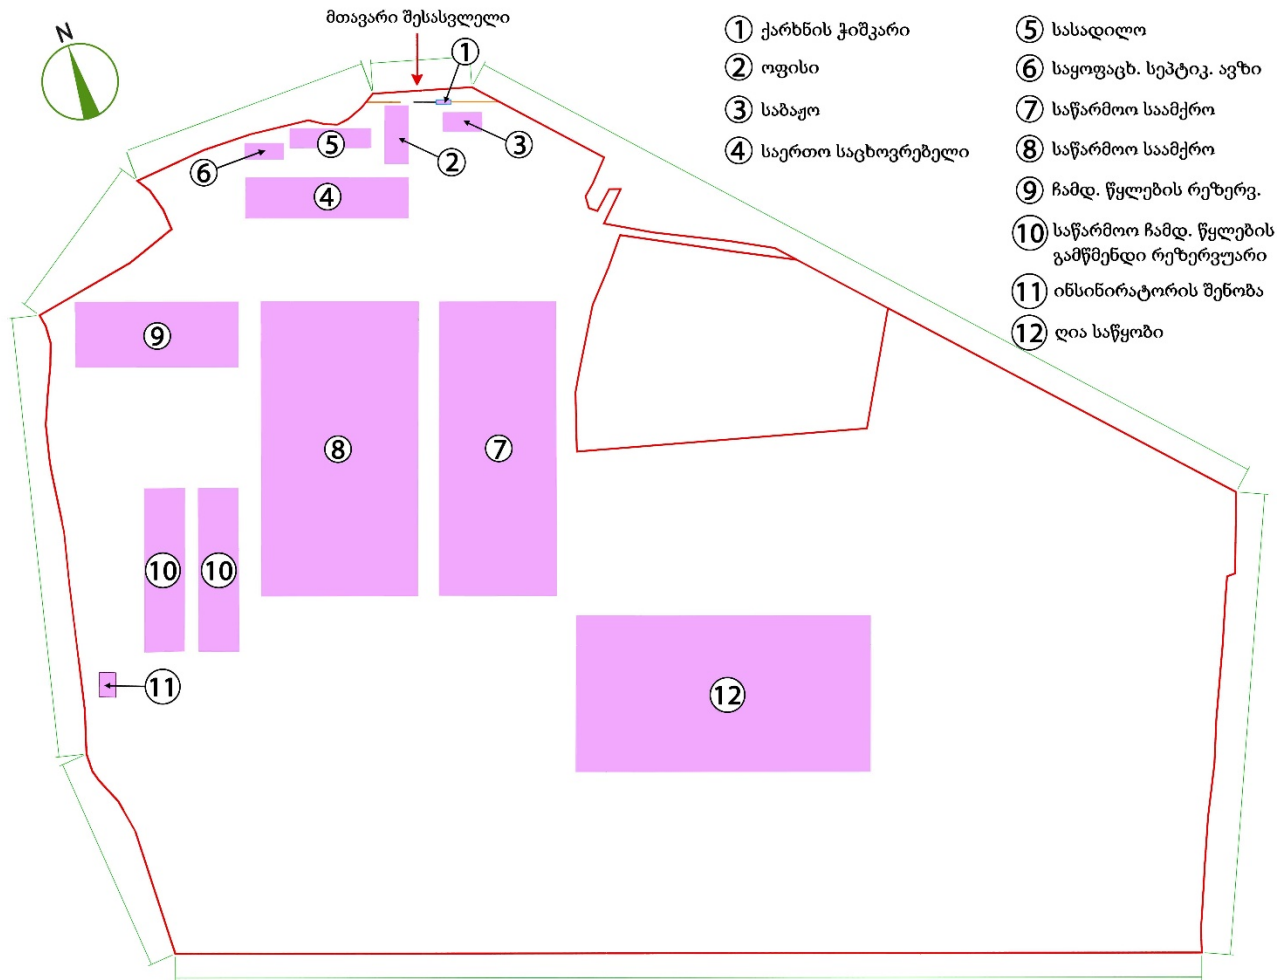 N
მთავარი შესასვლელი
1 ქარხნის ჭიშკარი
2 ოფისი
3 საბაჟო
4 საერთო საცხოვრებელი
5 სასადილო
6 საყოფაცხ. სეპტიკ. ავზი
7 საწარმოო საამქრო
8 საწარმოო საამქრო
9 ჩამდ. წყლების რეზერვ.
10 საწარმოო ჩამდ. წყლების
გამწმენდი რეზერვუარი
11 ინსინირატორის შენობა
12 ღია საწყობი
1
5
3
2
6
4
9
8
7
10
10
11
12